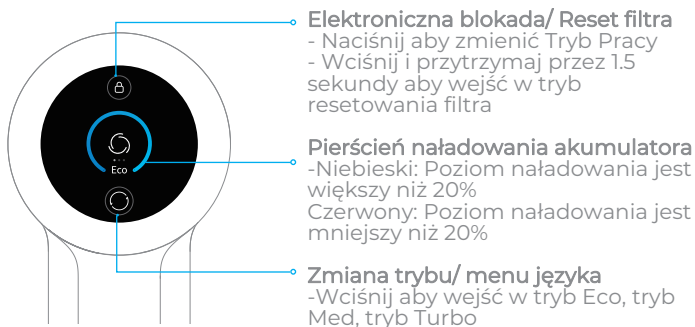 Elektroniczna blokada/ Reset filtra
- Naciśnij aby zmienić Tryb Pracy
- Wciśnij i przytrzymaj przez 1.5
sekundy aby wejść w tryb
resetowania filtra
Eco
Pierścień naładowania akumulatora
-Niebieski: Poziom naładowania jest
większy niż 20%
Czerwony: Poziom naładowania jest
mniejszy niż 20%
Zmiana trybu/ menu języka
-Wciśnij aby wejść w tryb Eco, tryb
Med, tryb Turbo